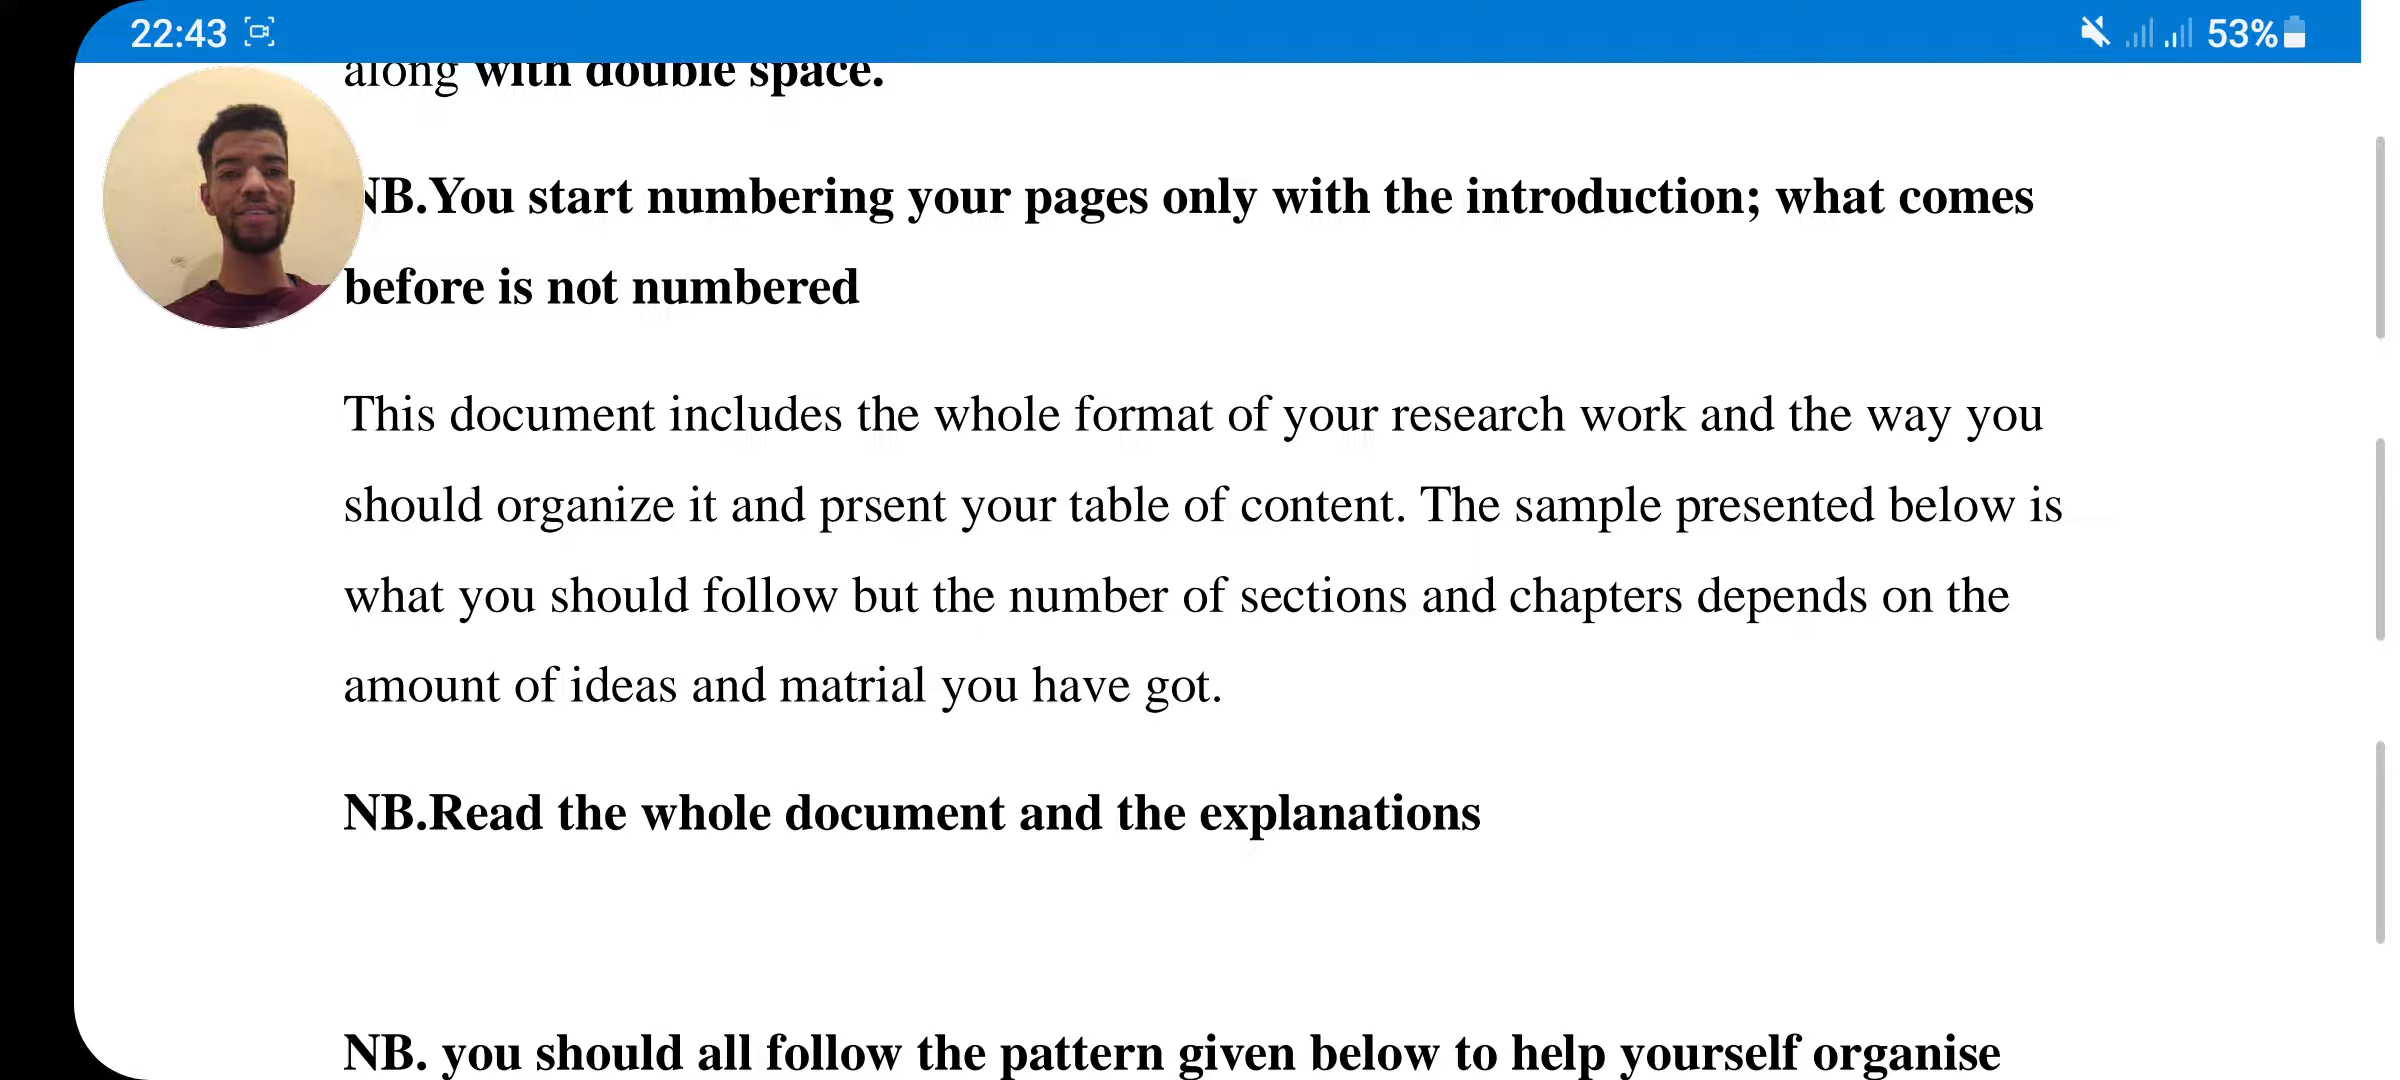 22:43 53%
along with double space.
NB.You start numbering your pages only with the introduction; what comes
before is not numbered
This document includes the whole format of your research work and the way you
should organize it and prsent your table of content. The sample presented below is
what you should follow but the number of sections and chapters depends on the
amount of ideas and matrial you have got.
NB.Read the whole document and the explanations
NB. you should all follow the pattern given below to help yourself organise